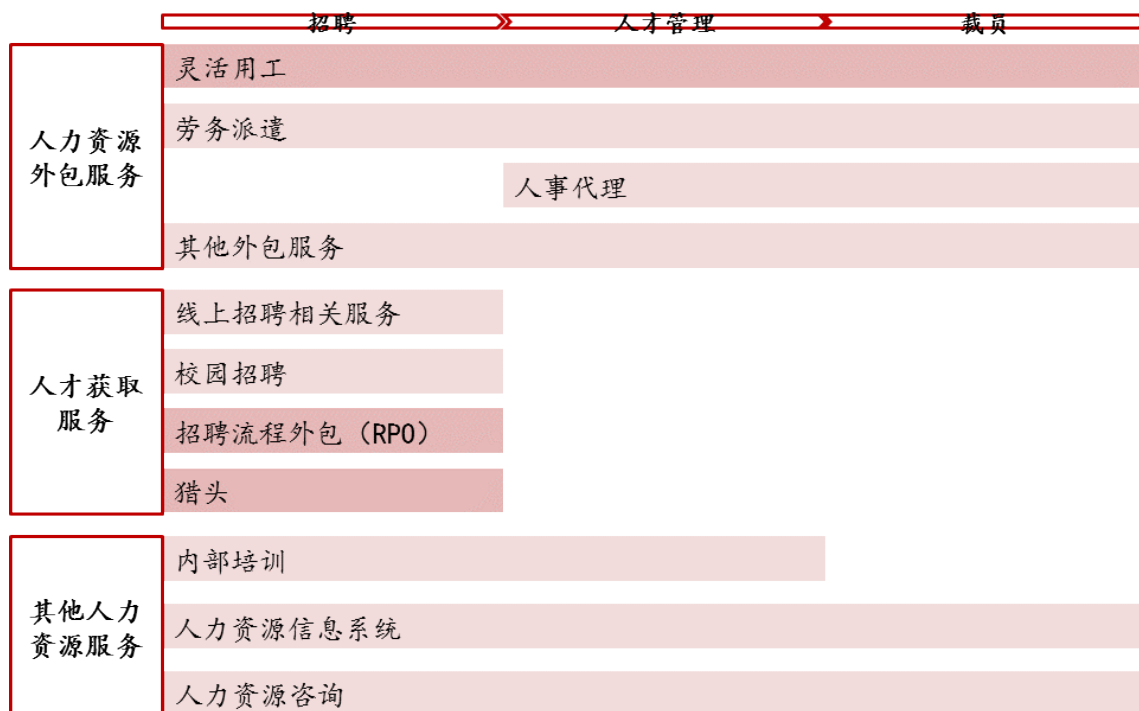 招聘
人才管理
裁员
人力资源
外包服务
灵活用工
劳务派遣
人事代理
其他外包服务
人才获取
服务
线上招聘相关服务
校园招聘
招聘流程外包（RPO）
猎头
其他人力
资源服务
内部培训
人力资源信息系统
人力资源咨询